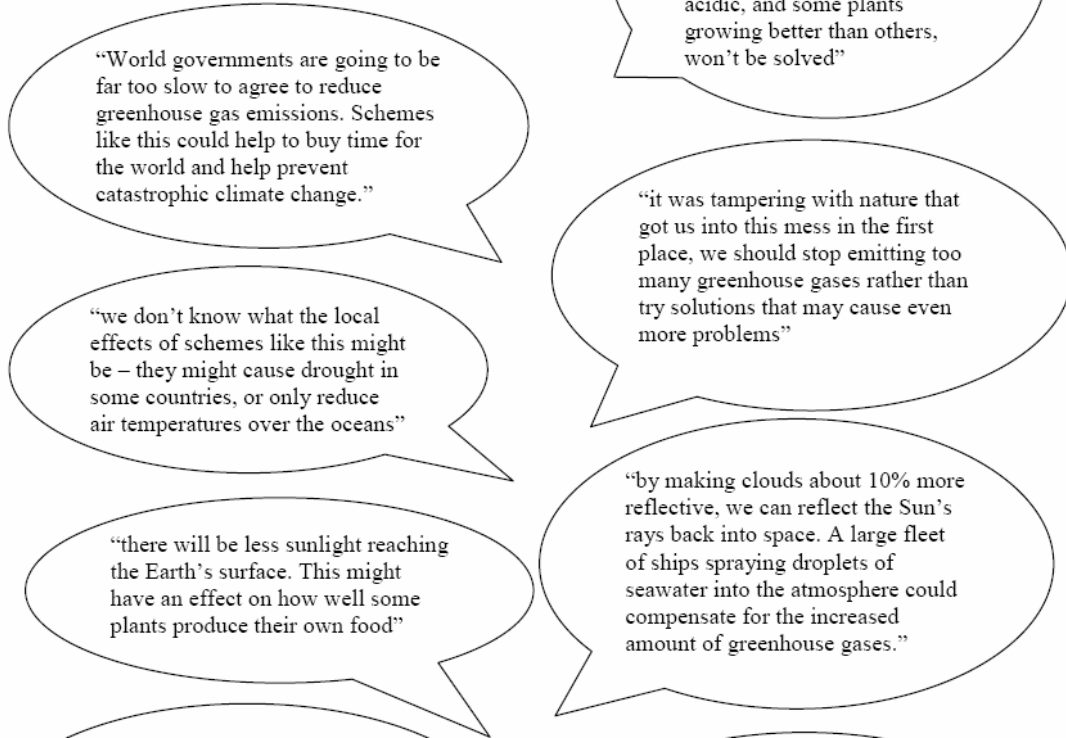 “World governments are going to be
far too slow to agree to reduce
greenhouse gas emissions. Schemes
like this could help to buy time for
the world and help prevent
catastrophic climate change.”
“we don’t know what the local
effects of schemes like this might
be – they might cause drought in
some countries, or only reduce
air temperatures over the oceans”
“there will be less sunlight reaching
the Earth’s surface. This might
have an effect on how well some
plants produce their own food”
acidic, and some plants
growing better than others,
won’t be solved”
“it was tampering with nature that
got us into this mess in the first
place, we should stop emitting too
many greenhouse gases rather than
try solutions that may cause even
more problems”
“by making clouds about 10% more
reflective, we can reflect the Sun’s
rays back into space. A large fleet
of ships spraying droplets of
seawater into the atmosphere could
compensate for the increased
amount of greenhouse gases.”